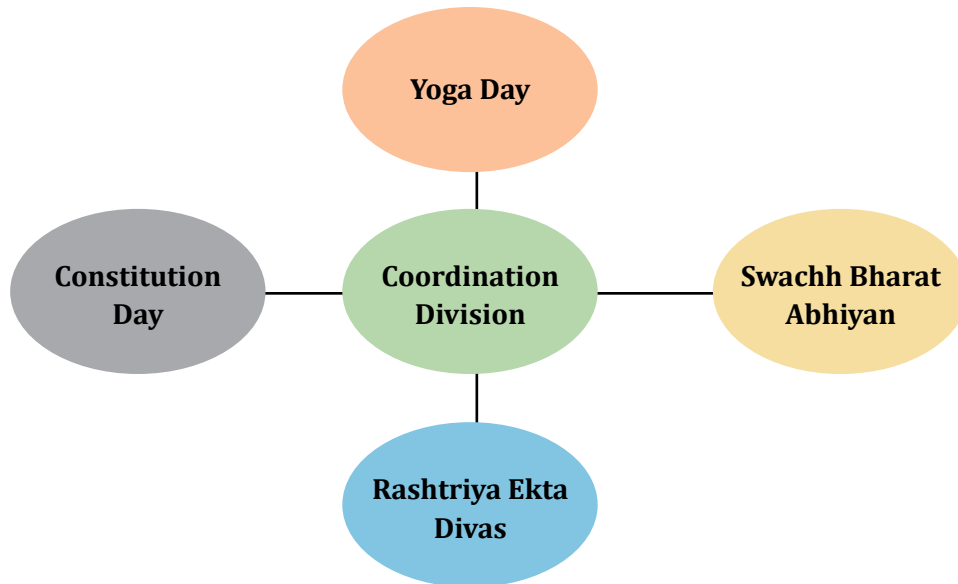 Yoga Day
Constitution
Day
Coordination
Division
Swachh Bharat
Abhiyan
Rashtriya Ekta
Divas